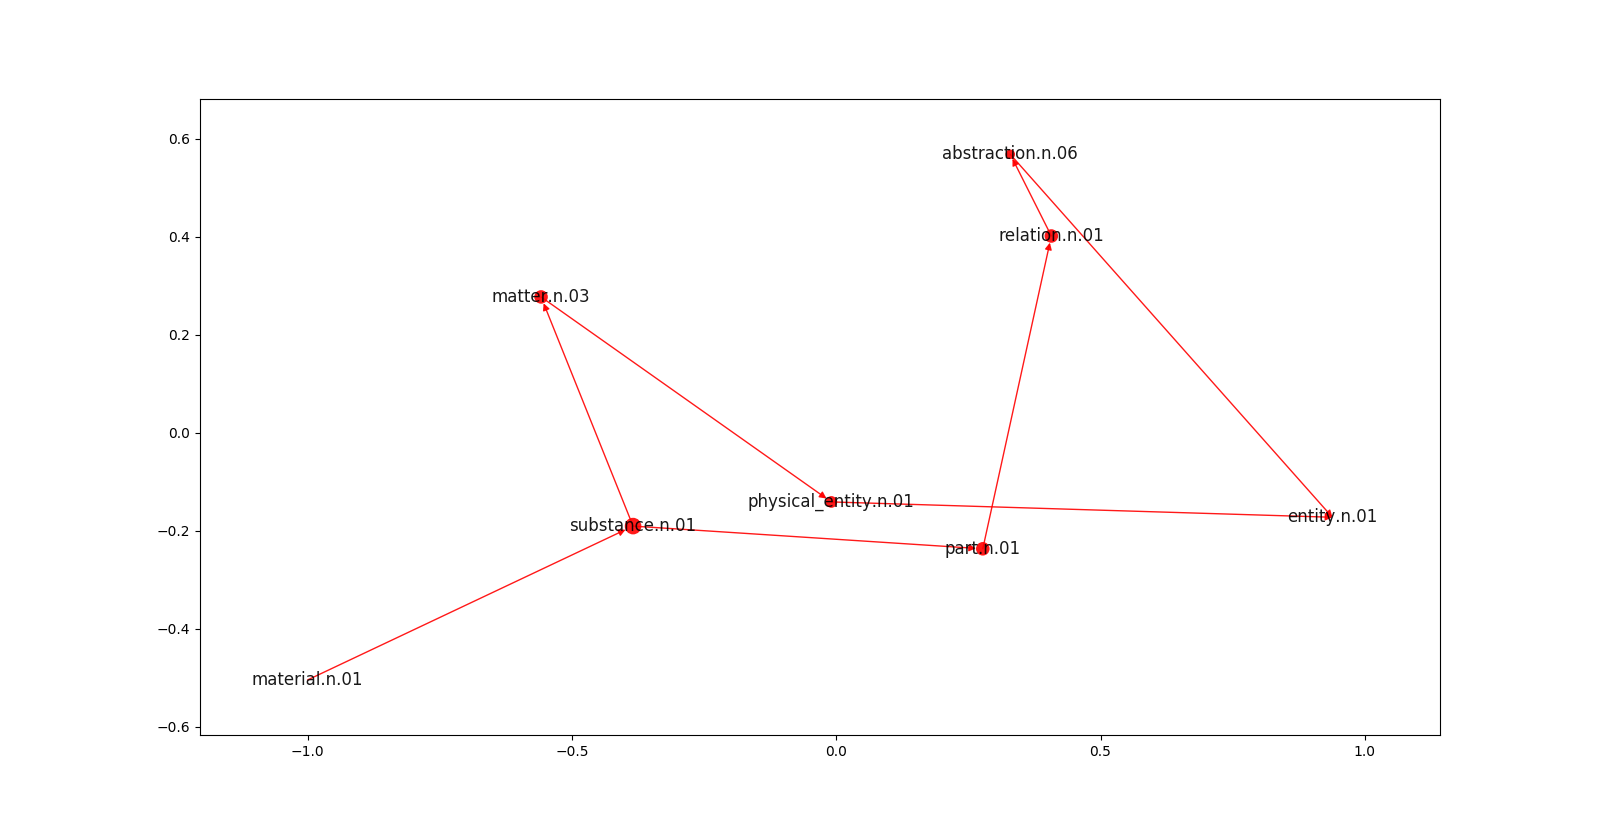 0.6
0.4
0.2
0.0
−0.2
−0.4
−0.6
abstraction.n.06
relation.n.01
matter.n.03
physical_entity.n.01
entity.n.01
substance.n.01
part.n.01
material.n.01
−1.0
−0.5
0.0
0.5
1.0